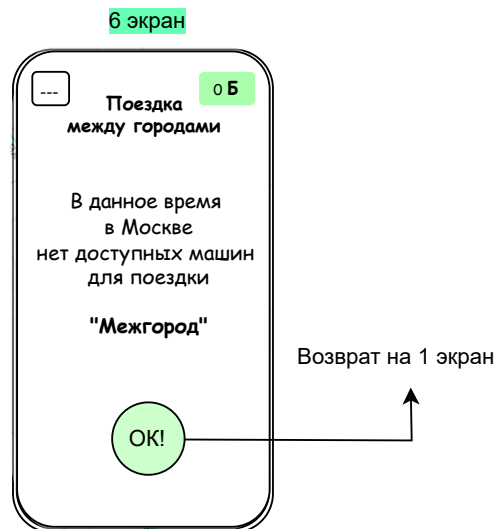 6 экран
---
0 Б
Поездка
между городами
В данное время
в Москве
нет доступных машин
для поездки
"Межгород"
Возврат на 1 экран
ОК!